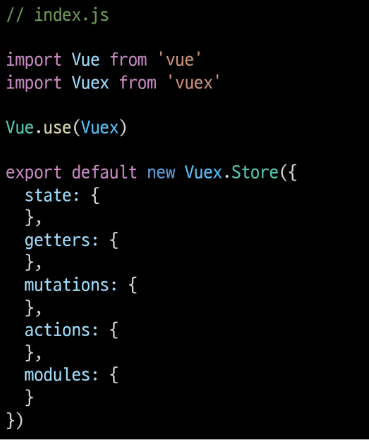 // index.js
import Vue from 'vue'
import Vuex from 'vuex'
Vue.use(Vuex)
export default new Vuex.Store({
  state: {
  },
  getters: {
  },
  mutations: {
  },
  actions: {
  },
  modules: {
  }
})